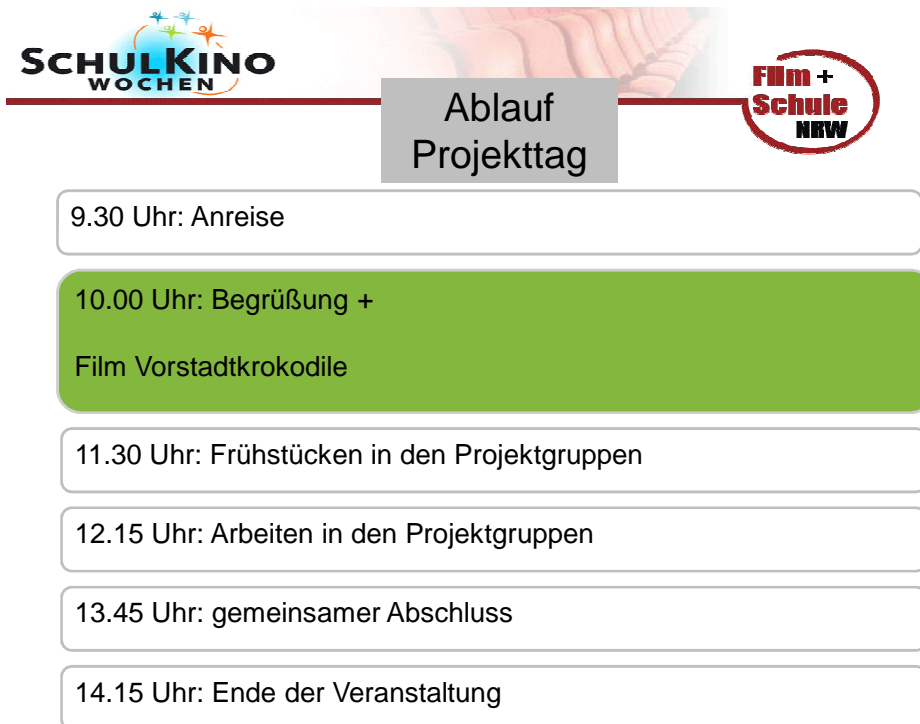 SCHULKINO
WOCHEN
Film +
Schule
NRW
Ablauf
Projekttag
9.30 Uhr: Anreise
10.00 Uhr: Begrüßung +
Film Vorstadtkrokodile
11.30 Uhr: Frühstücken in den Projektgruppen
12.15 Uhr: Arbeiten in den Projektgruppen
13.45 Uhr: gemeinsamer Abschluss
14.15 Uhr: Ende der Veranstaltung